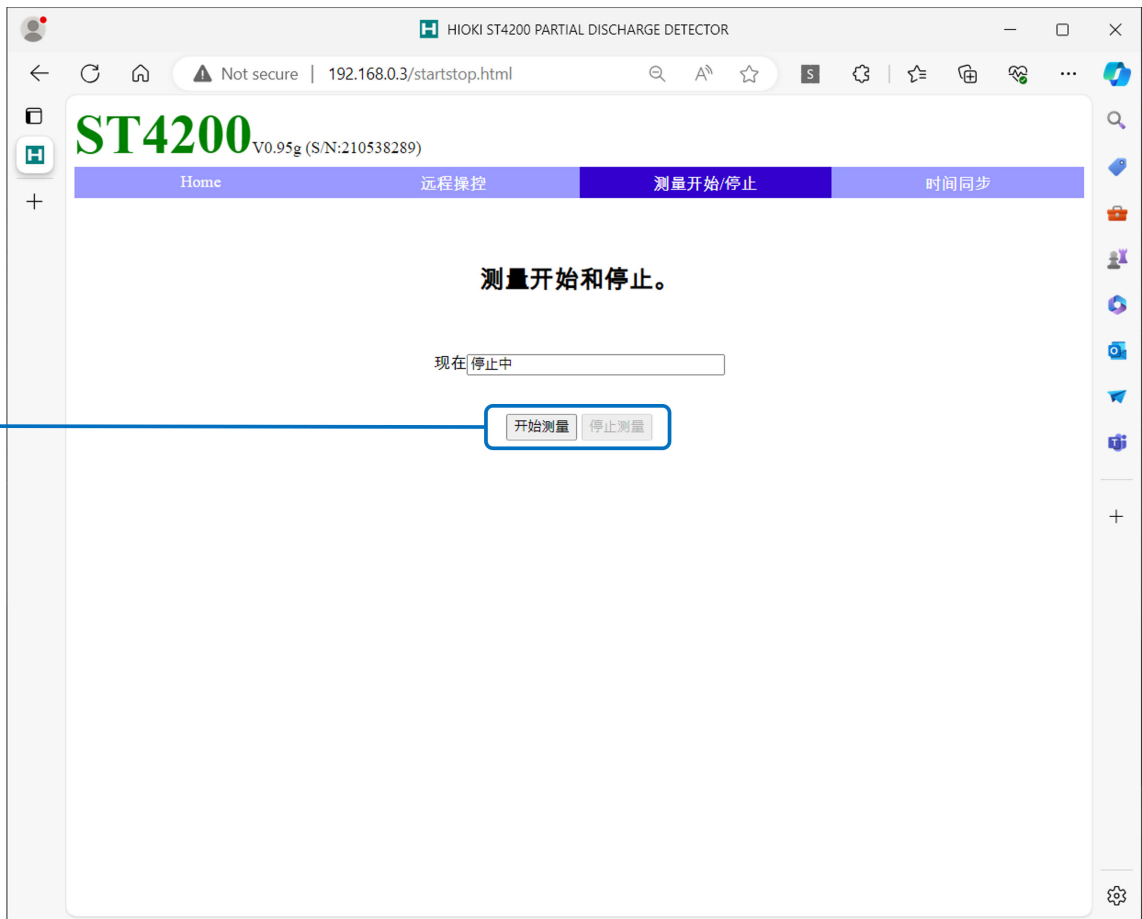 HIOKI ST4200 PARTIAL DISCHARGE DETECTOR
Not secure | 192.168.0.3/startstop.html
ST4200 V0.95g (S/N:210538289)
Home 远程操控 测量开始/停止 时间同步
测量开始和停止。
现在 停止中
开始测量 停止测量